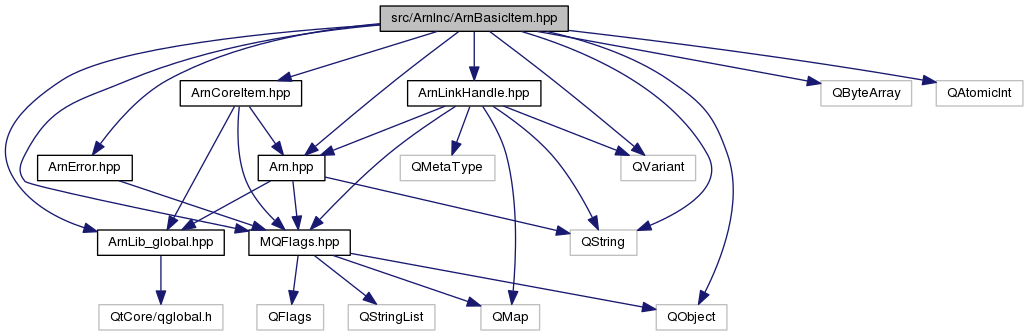 src/ArnInc/ArnBasicItem.hpp
ArnCoreItem.hpp
ArnLinkHandle.hpp
QByteArray
QAtomicInt
ArnError.hpp
Arn.hpp
QMetaType
QVariant
ArnLib_global.hpp
MQFlags.hpp
QString
QtCore/qglobal.h
QFlags
QStringList
QMap
QObject